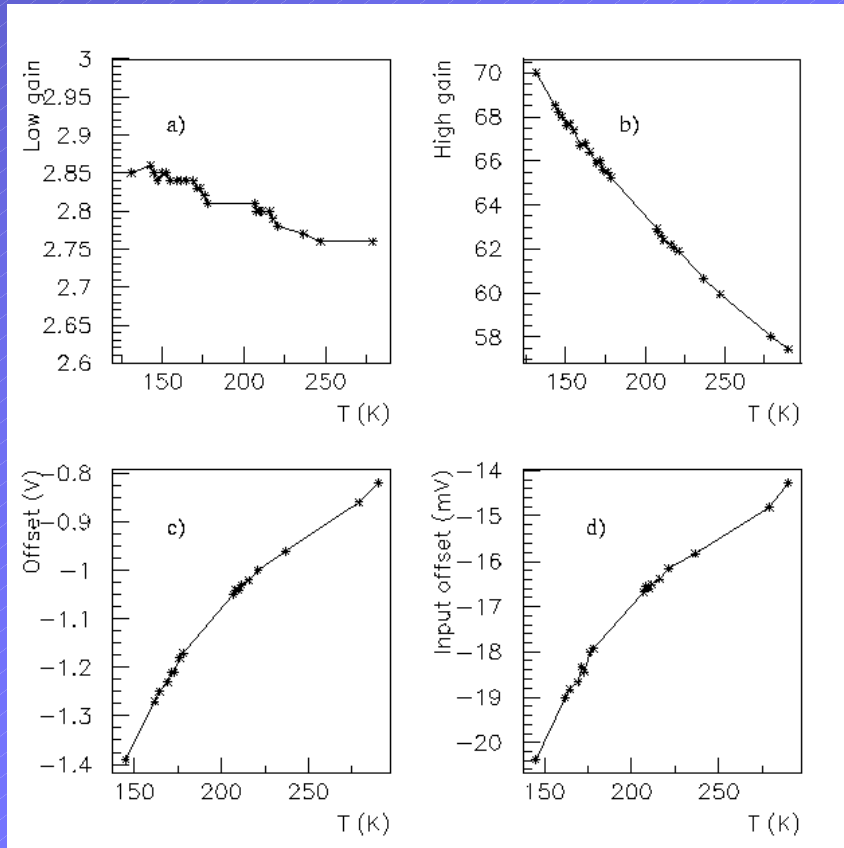 Low gain
3
2.95
2.9
2.85
2.8
2.75
2.7
2.65
2.6
a)
150 200 250
T (K)
High gain
70
68
66
64
62
60
58
b)
150 200 250
T (K)
Offset (V)
−0.8
−0.9
−1
−1.1
−1.2
−1.3
−1.4
c)
150 200 250
T (K)
Input offset (mV)
−14
−15
−16
−17
−18
−19
−20
d)
150 200 250
T (K)